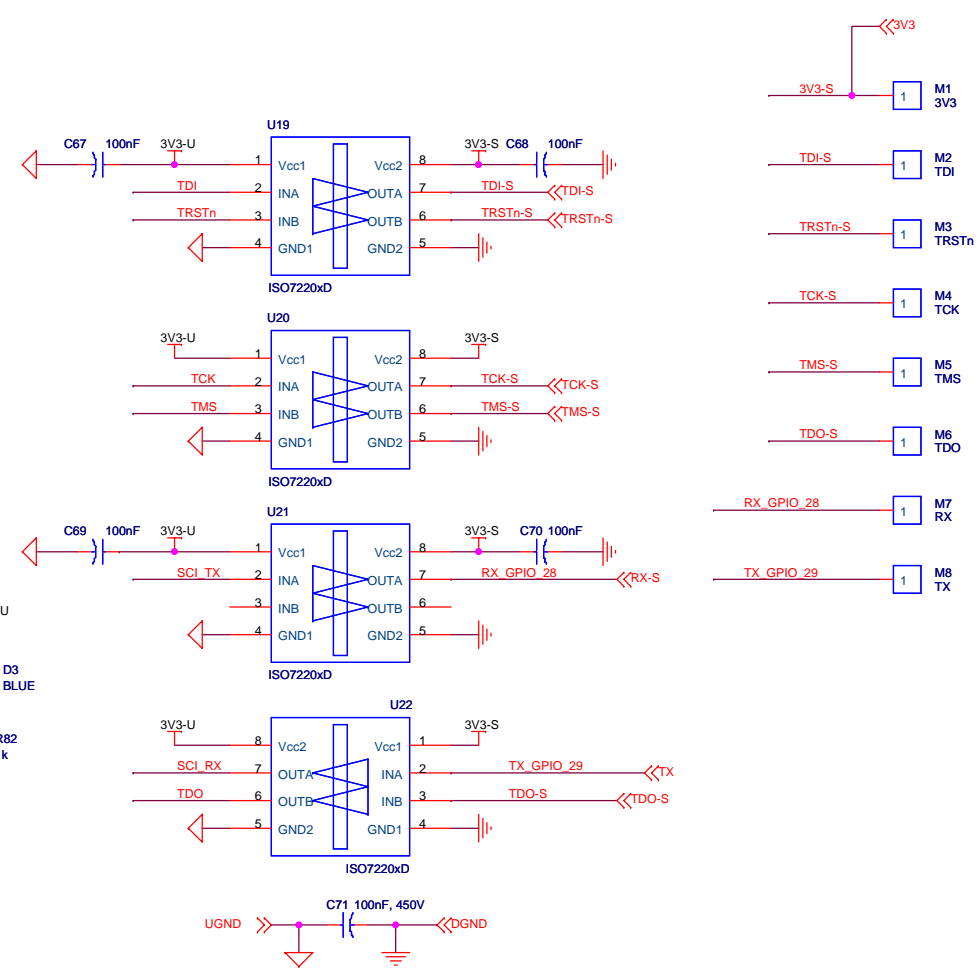 3V3
3V3-S
1
M1
3V3
U19
C67
100nF
3V3-U
3V3-S
C68
100nF
1
Vcc1
Vcc2
8
TDI
2
INA
OUTA
7
TDI-S
TDI-S
TRSTn
3
INB
OUTB
6
TRSTn-S
TRSTn-S
4
GND1
GND2
5
ISO7220xD
TDI-S
1
M2
TDI
TRSTn-S
1
M3
TRSTn
U20
3V3-U
3V3-S
1
Vcc1
Vcc2
8
TCK
2
INA
OUTA
7
TCK-S
TCK-S
TMS
3
INB
OUTB
6
TMS-S
TMS-S
4
GND1
GND2
5
ISO7220xD
TCK-S
1
M4
TCK
TMS-S
1
M5
TMS
TDO-S
1
M6
TDO
U21
C69
100nF
3V3-U
3V3-S
C70
100nF
1
Vcc1
Vcc2
8
SCI_TX
2
INA
OUTA
7
RX_GPIO_28
RX-S
3
INB
OUTB
6
4
GND1
GND2
5
ISO7220xD
RX_GPIO_28
1
M7
RX
TX_GPIO_29
1
M8
TX
U
D3
BLUE
R82
k
U22
3V3-U
3V3-S
8
Vcc2
Vcc1
1
SCI_RX
7
OUTA
INA
2
TX_GPIO_29
TX
TDO
6
OUTB
INB
3
TDO-S
TDO-S
5
GND2
GND1
4
ISO7220xD
C71
100nF, 450V
UGND
DGND